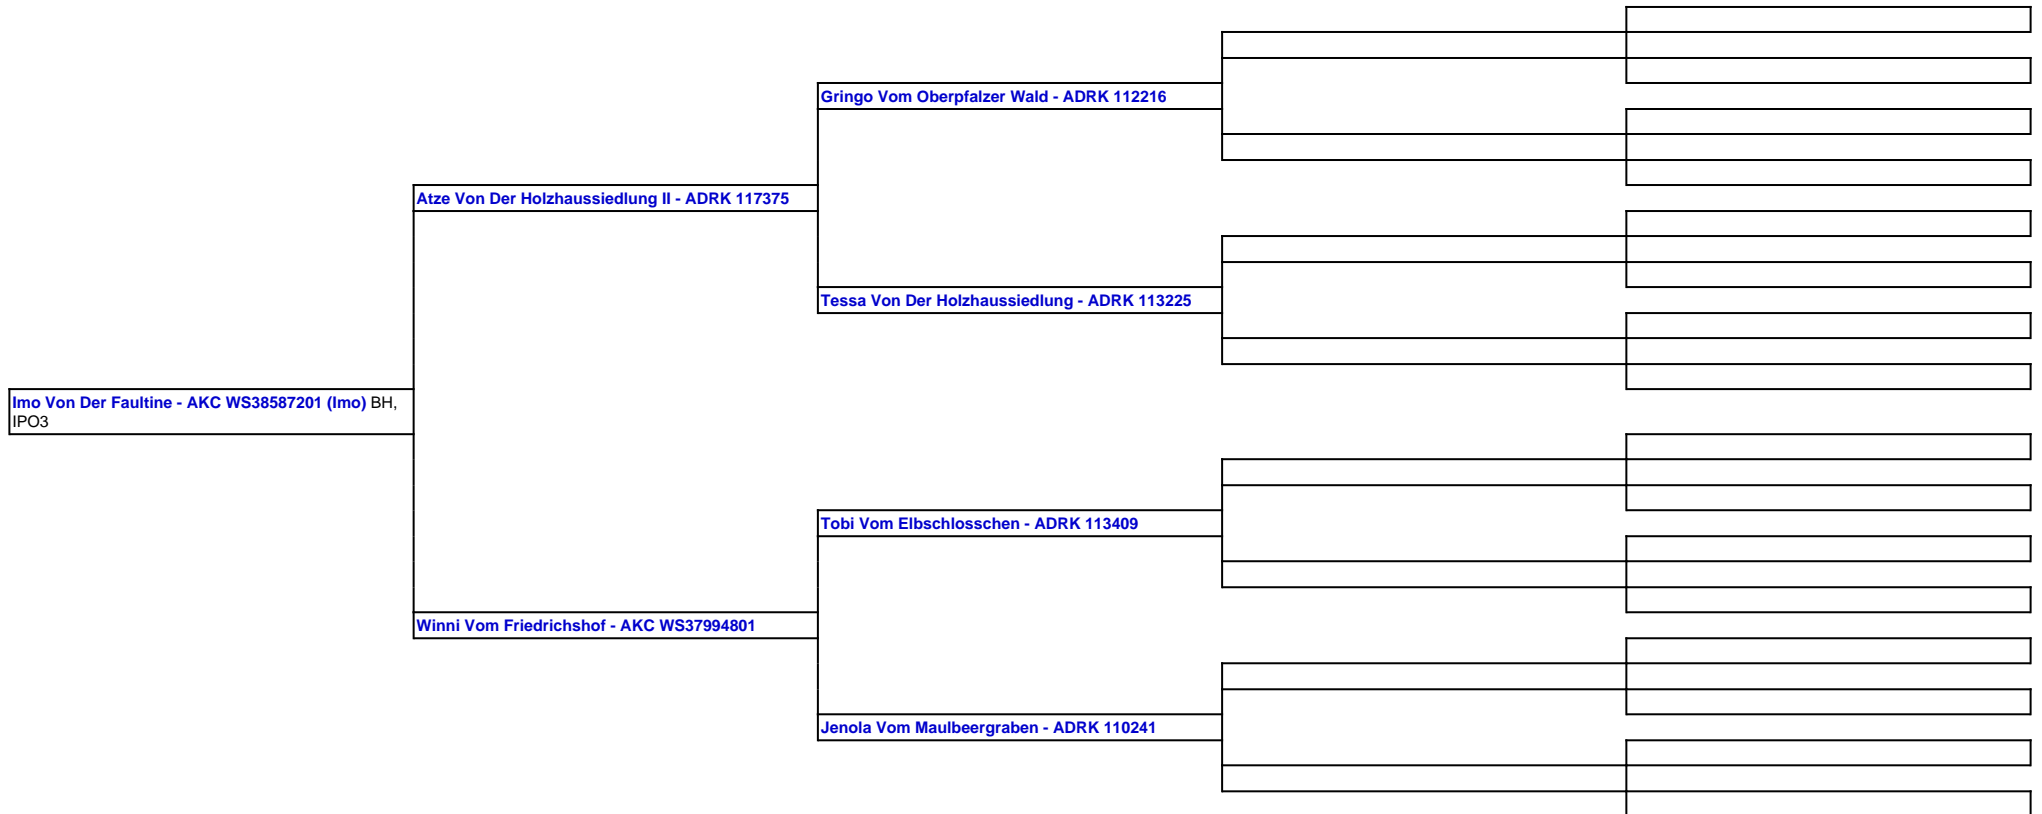 Gringo Vom Oberpfalzer Wald - ADRK 112216
Atze Von Der Holzhaussiedlung II - ADRK 117375
Tessa Von Der Holzhaussiedlung - ADRK 113225
Imo Von Der Faultine - AKC WS38587201 (Imo) BH,
IPO3
Tobi Vom Elbschlosschen - ADRK 113409
Winni Vom Friedrichshof - AKC WS37994801
Jenola Vom Maulbeergraben - ADRK 110241